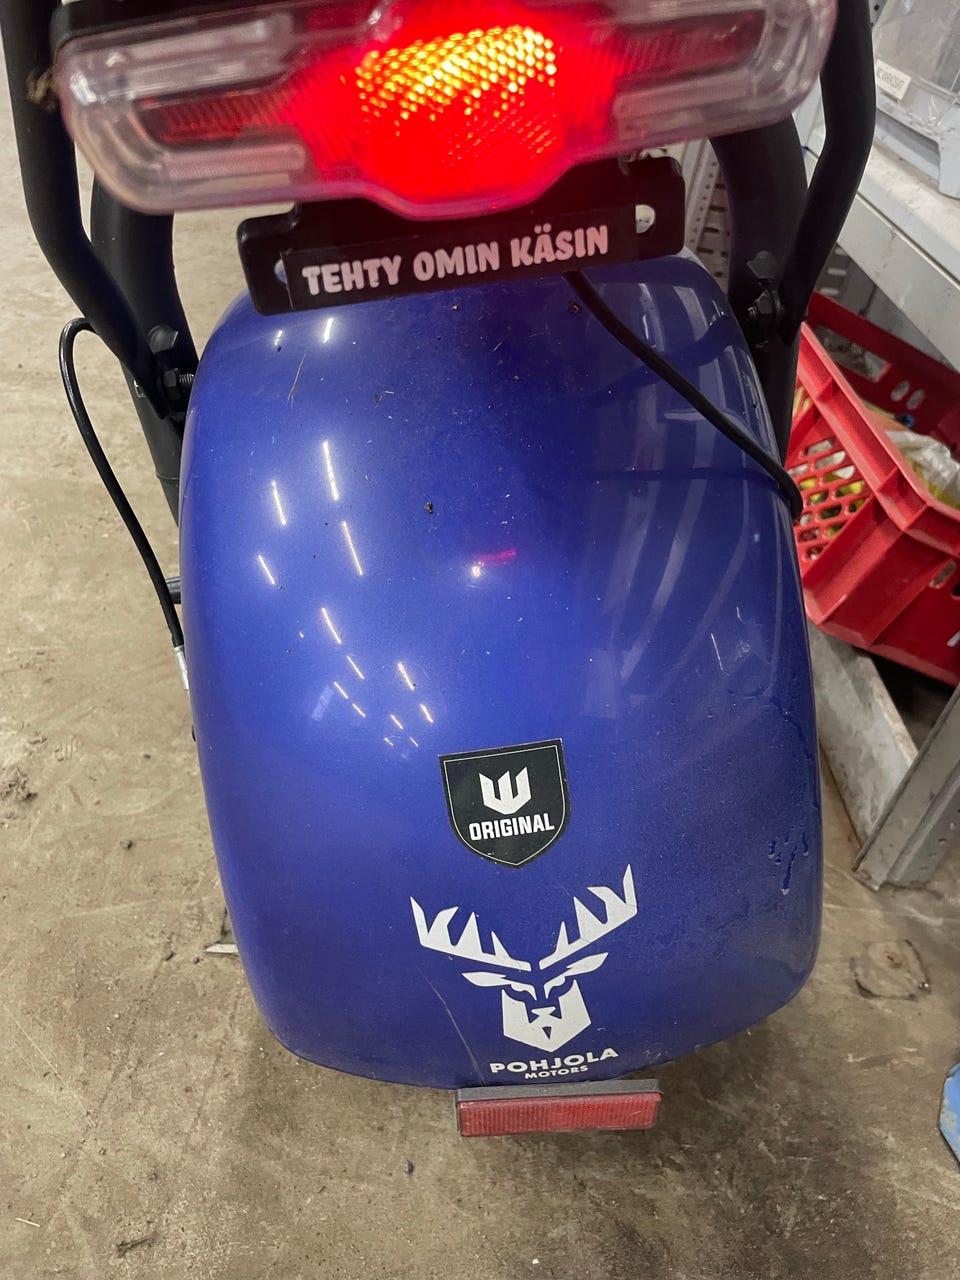 TEHTY OMIN KÄSIN
ORIGINAL
POHJOLA
MOTORS